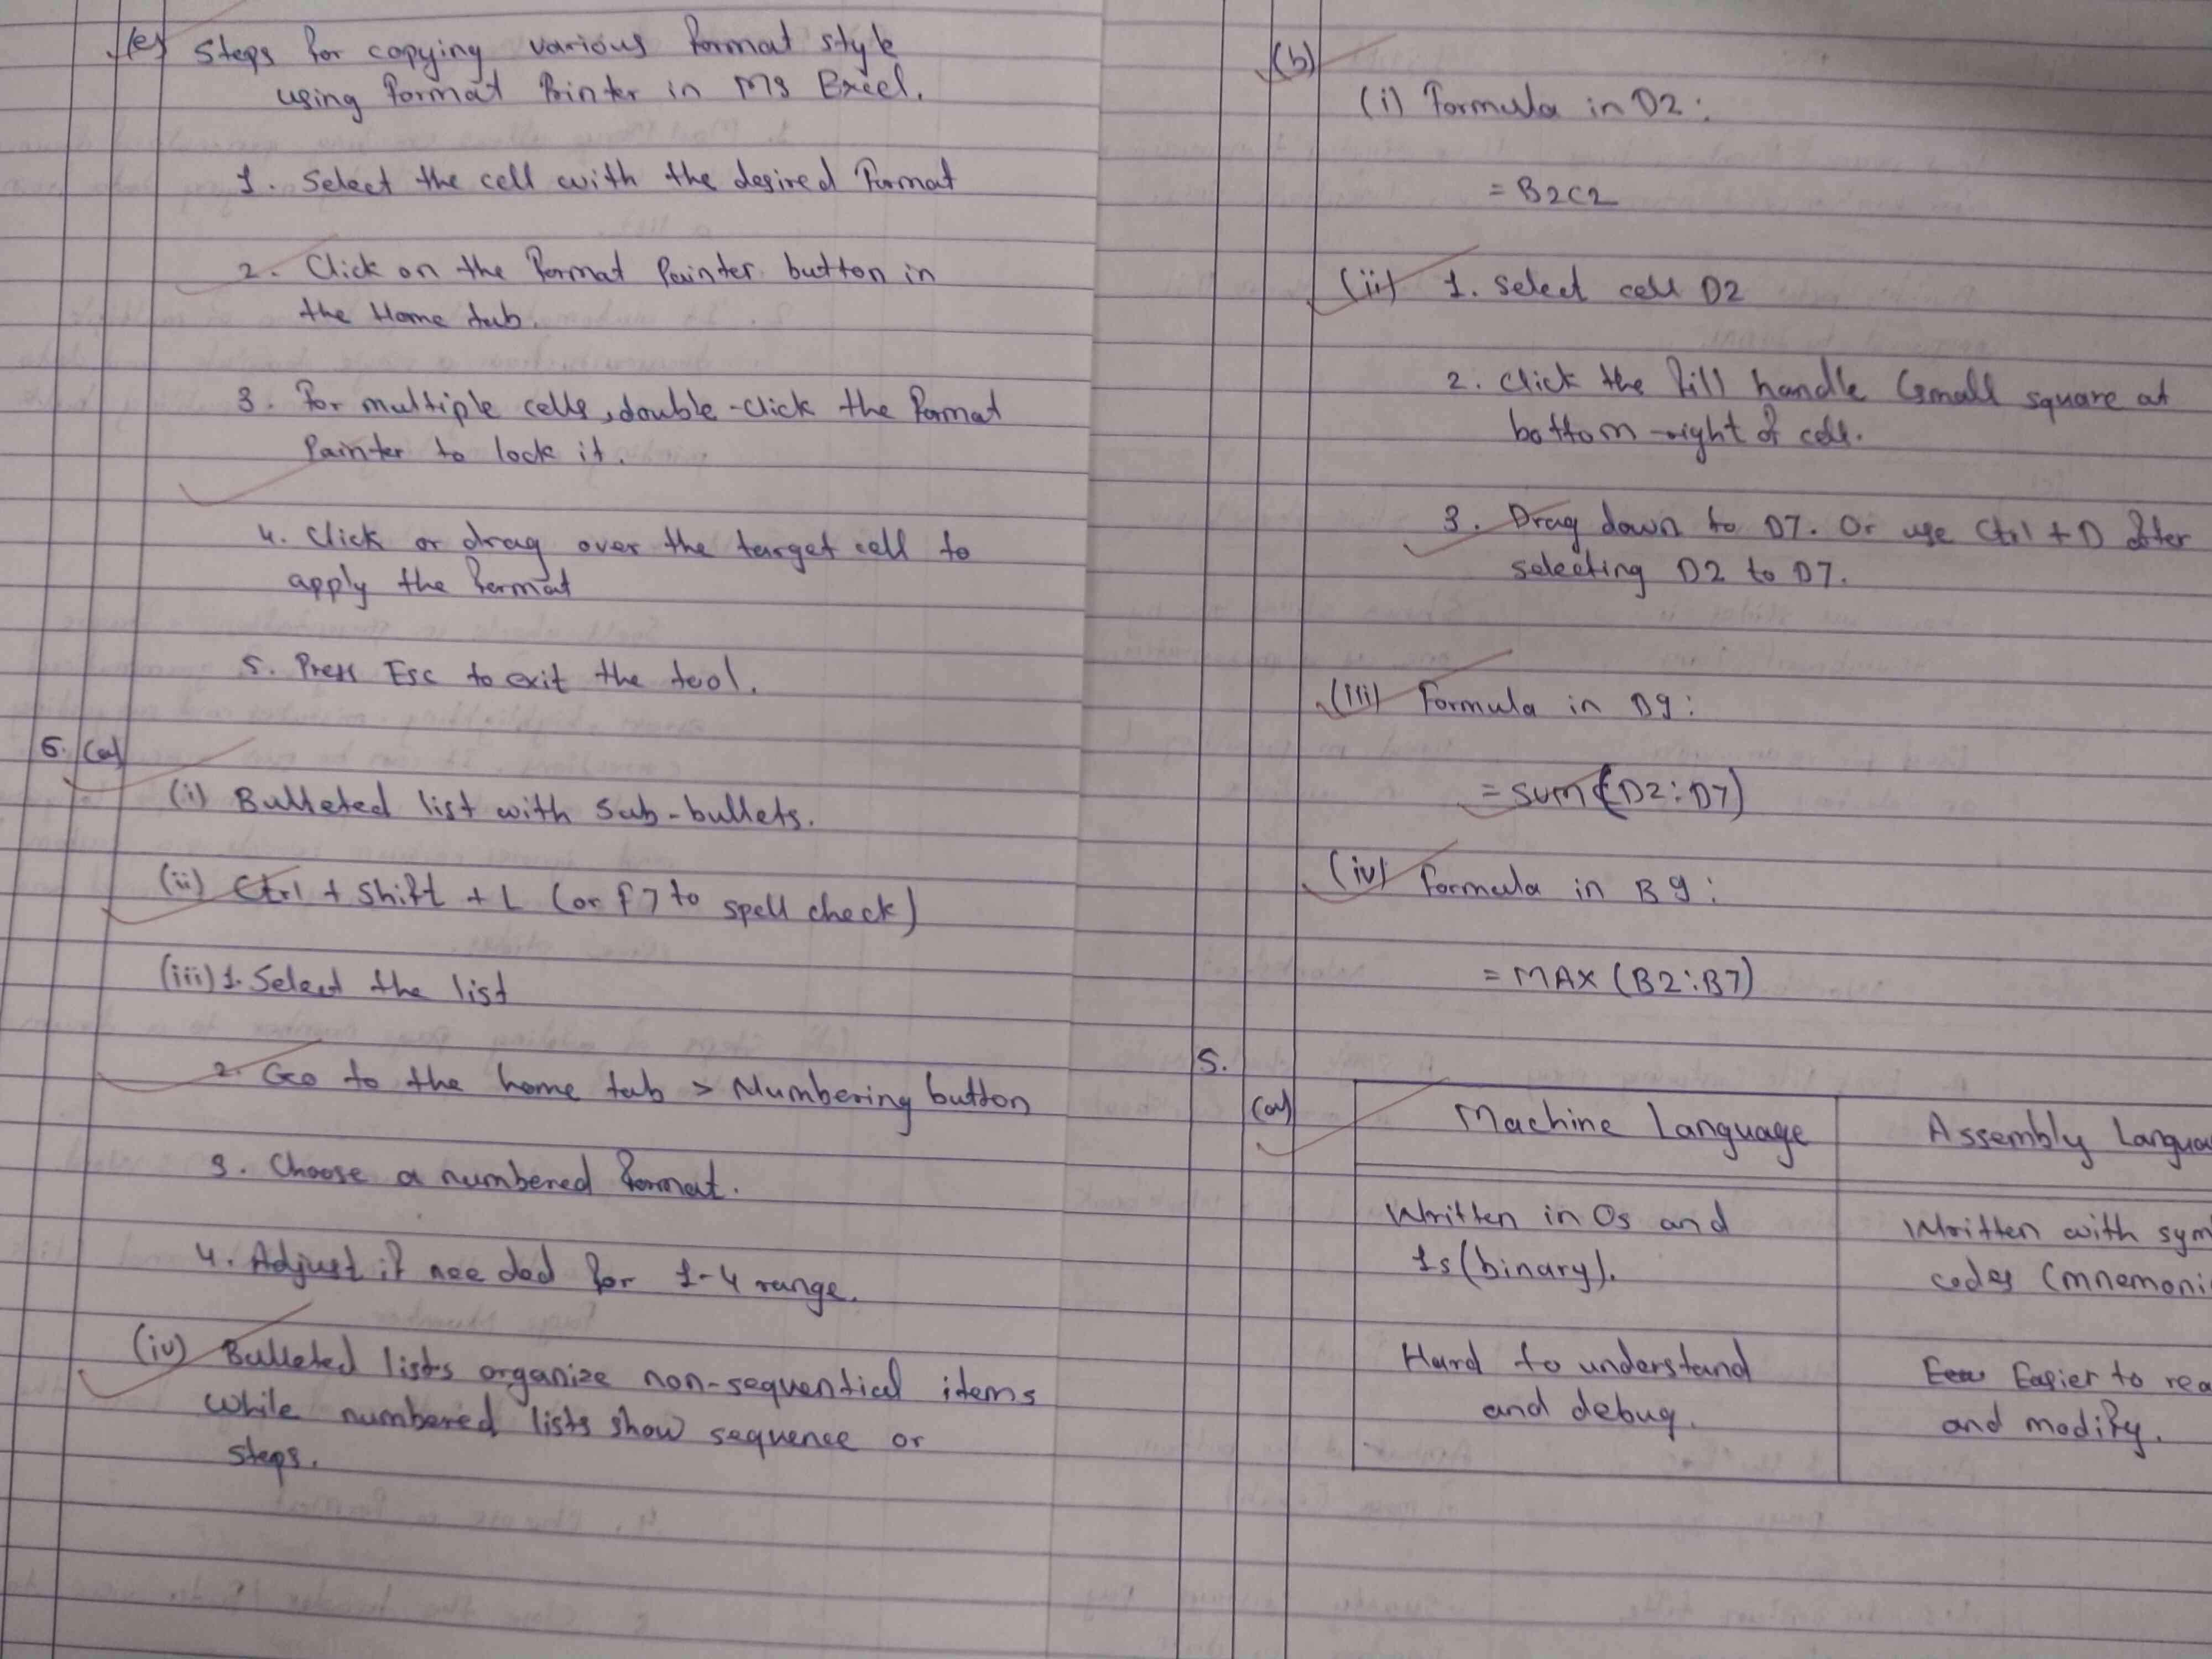 (e) Steps for copying various format style
using format Printer in MS Excel.
1. Select the cell with the desired format
2. Click on the Format Painter button in
the Home tab.
3. For multiple cells, double-click the Format
Painter to lock it.
4. Click or drag over the target cell to
apply the format
5. Press Esc to exit the tool.
6. (a)
(i) Bulleted list with Sub-bullets.
(ii) Ctrl + Shift + L (or F7 to spell check)
(iii) 1. Select the list
2. Go to the home tab > Numbering button
3. Choose a numbered format.
4. Adjust if needed for 1-4 range.
(iv) Bulleted lists organize non-sequential items
while numbered lists show sequence or
steps.
(b)
(i) Formula in D2:
= B2C2
(ii) 1. Select cell D2
2. Click the fill handle (small square at
bottom-right of cell.
3. Drag down to D7. Or use Ctrl + D after
selecting D2 to D7.
(iii) Formula in D9:
= SUM(D2:D7)
(iv) Formula in B9:
= MAX (B2:B7)
5.
(a) Machine Language Assembly Langua
Written in 0s and Written with sym
1s (binary). codes (mnemoni
Hard to understand Easier to rea
and debug. and modify.